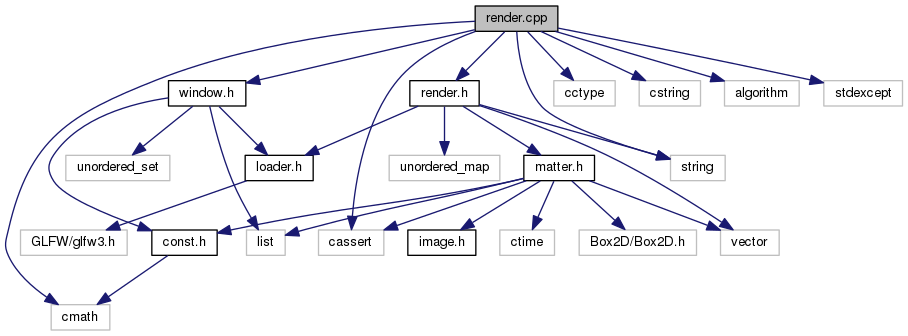 render.cpp
window.h
render.h
cctype
cstring
algorithm
stdexcept
unordered_set
loader.h
unordered_map
matter.h
string
GLFW/glfw3.h
const.h
list
cassert
image.h
ctime
Box2D/Box2D.h
vector
cmath